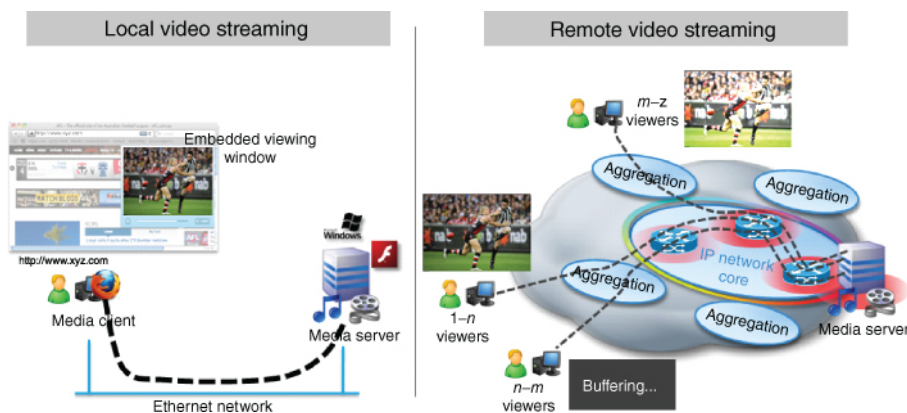 Local video streaming
Embedded viewing
window
Windows
http://www.xyz.com
Media client
Media server
Ethernet network
Remote video streaming
m–z
viewers
Aggregation
Aggregation
IP network
core
Aggregation
1–n
viewers
Aggregation
Media server
n–m
viewers
Buffering...